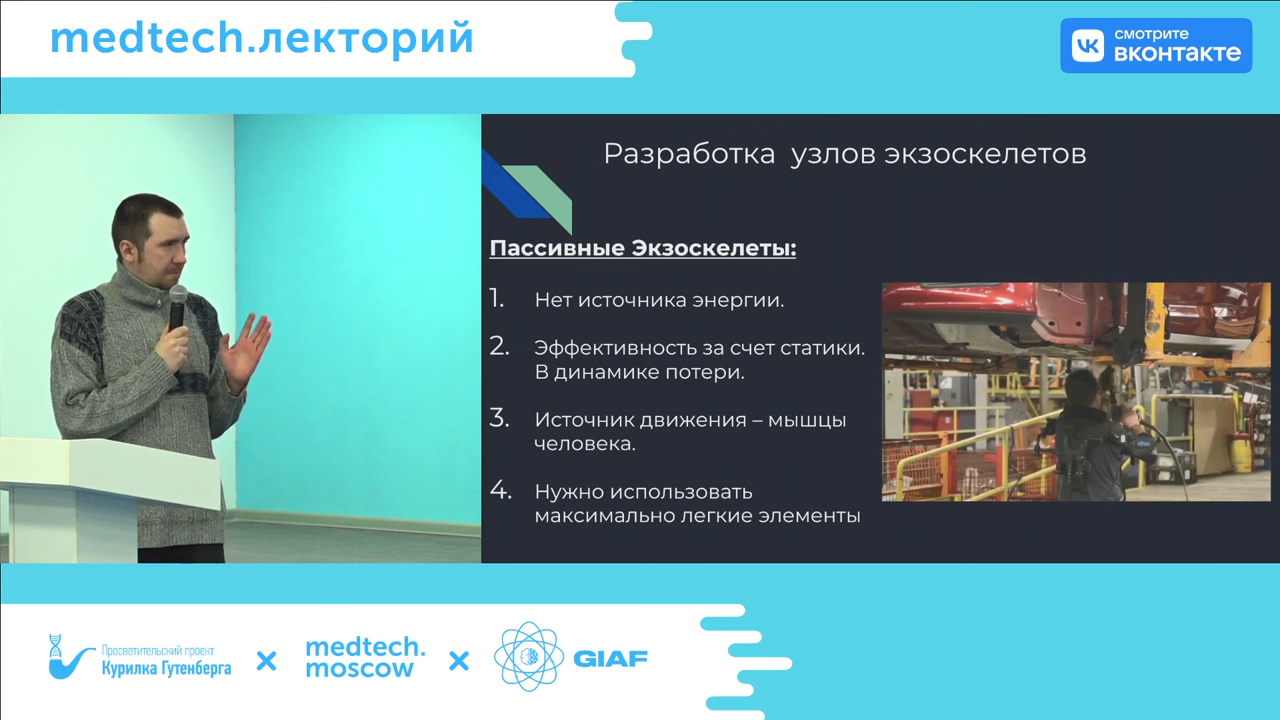 medtech.лекторий
смотрите
вконтакте
Разработка узлов экзоскелетов
Пассивные Экзоскелеты:
1. Нет источника энергии.
2. Эффективность за счет статики.
В динамике потери.
3. Источник движения – мышцы
человека.
4. Нужно использовать
максимально легкие элементы
Просветительский проект
Курилка Гутенберга
×
medtech.
moscow
×
GIAF